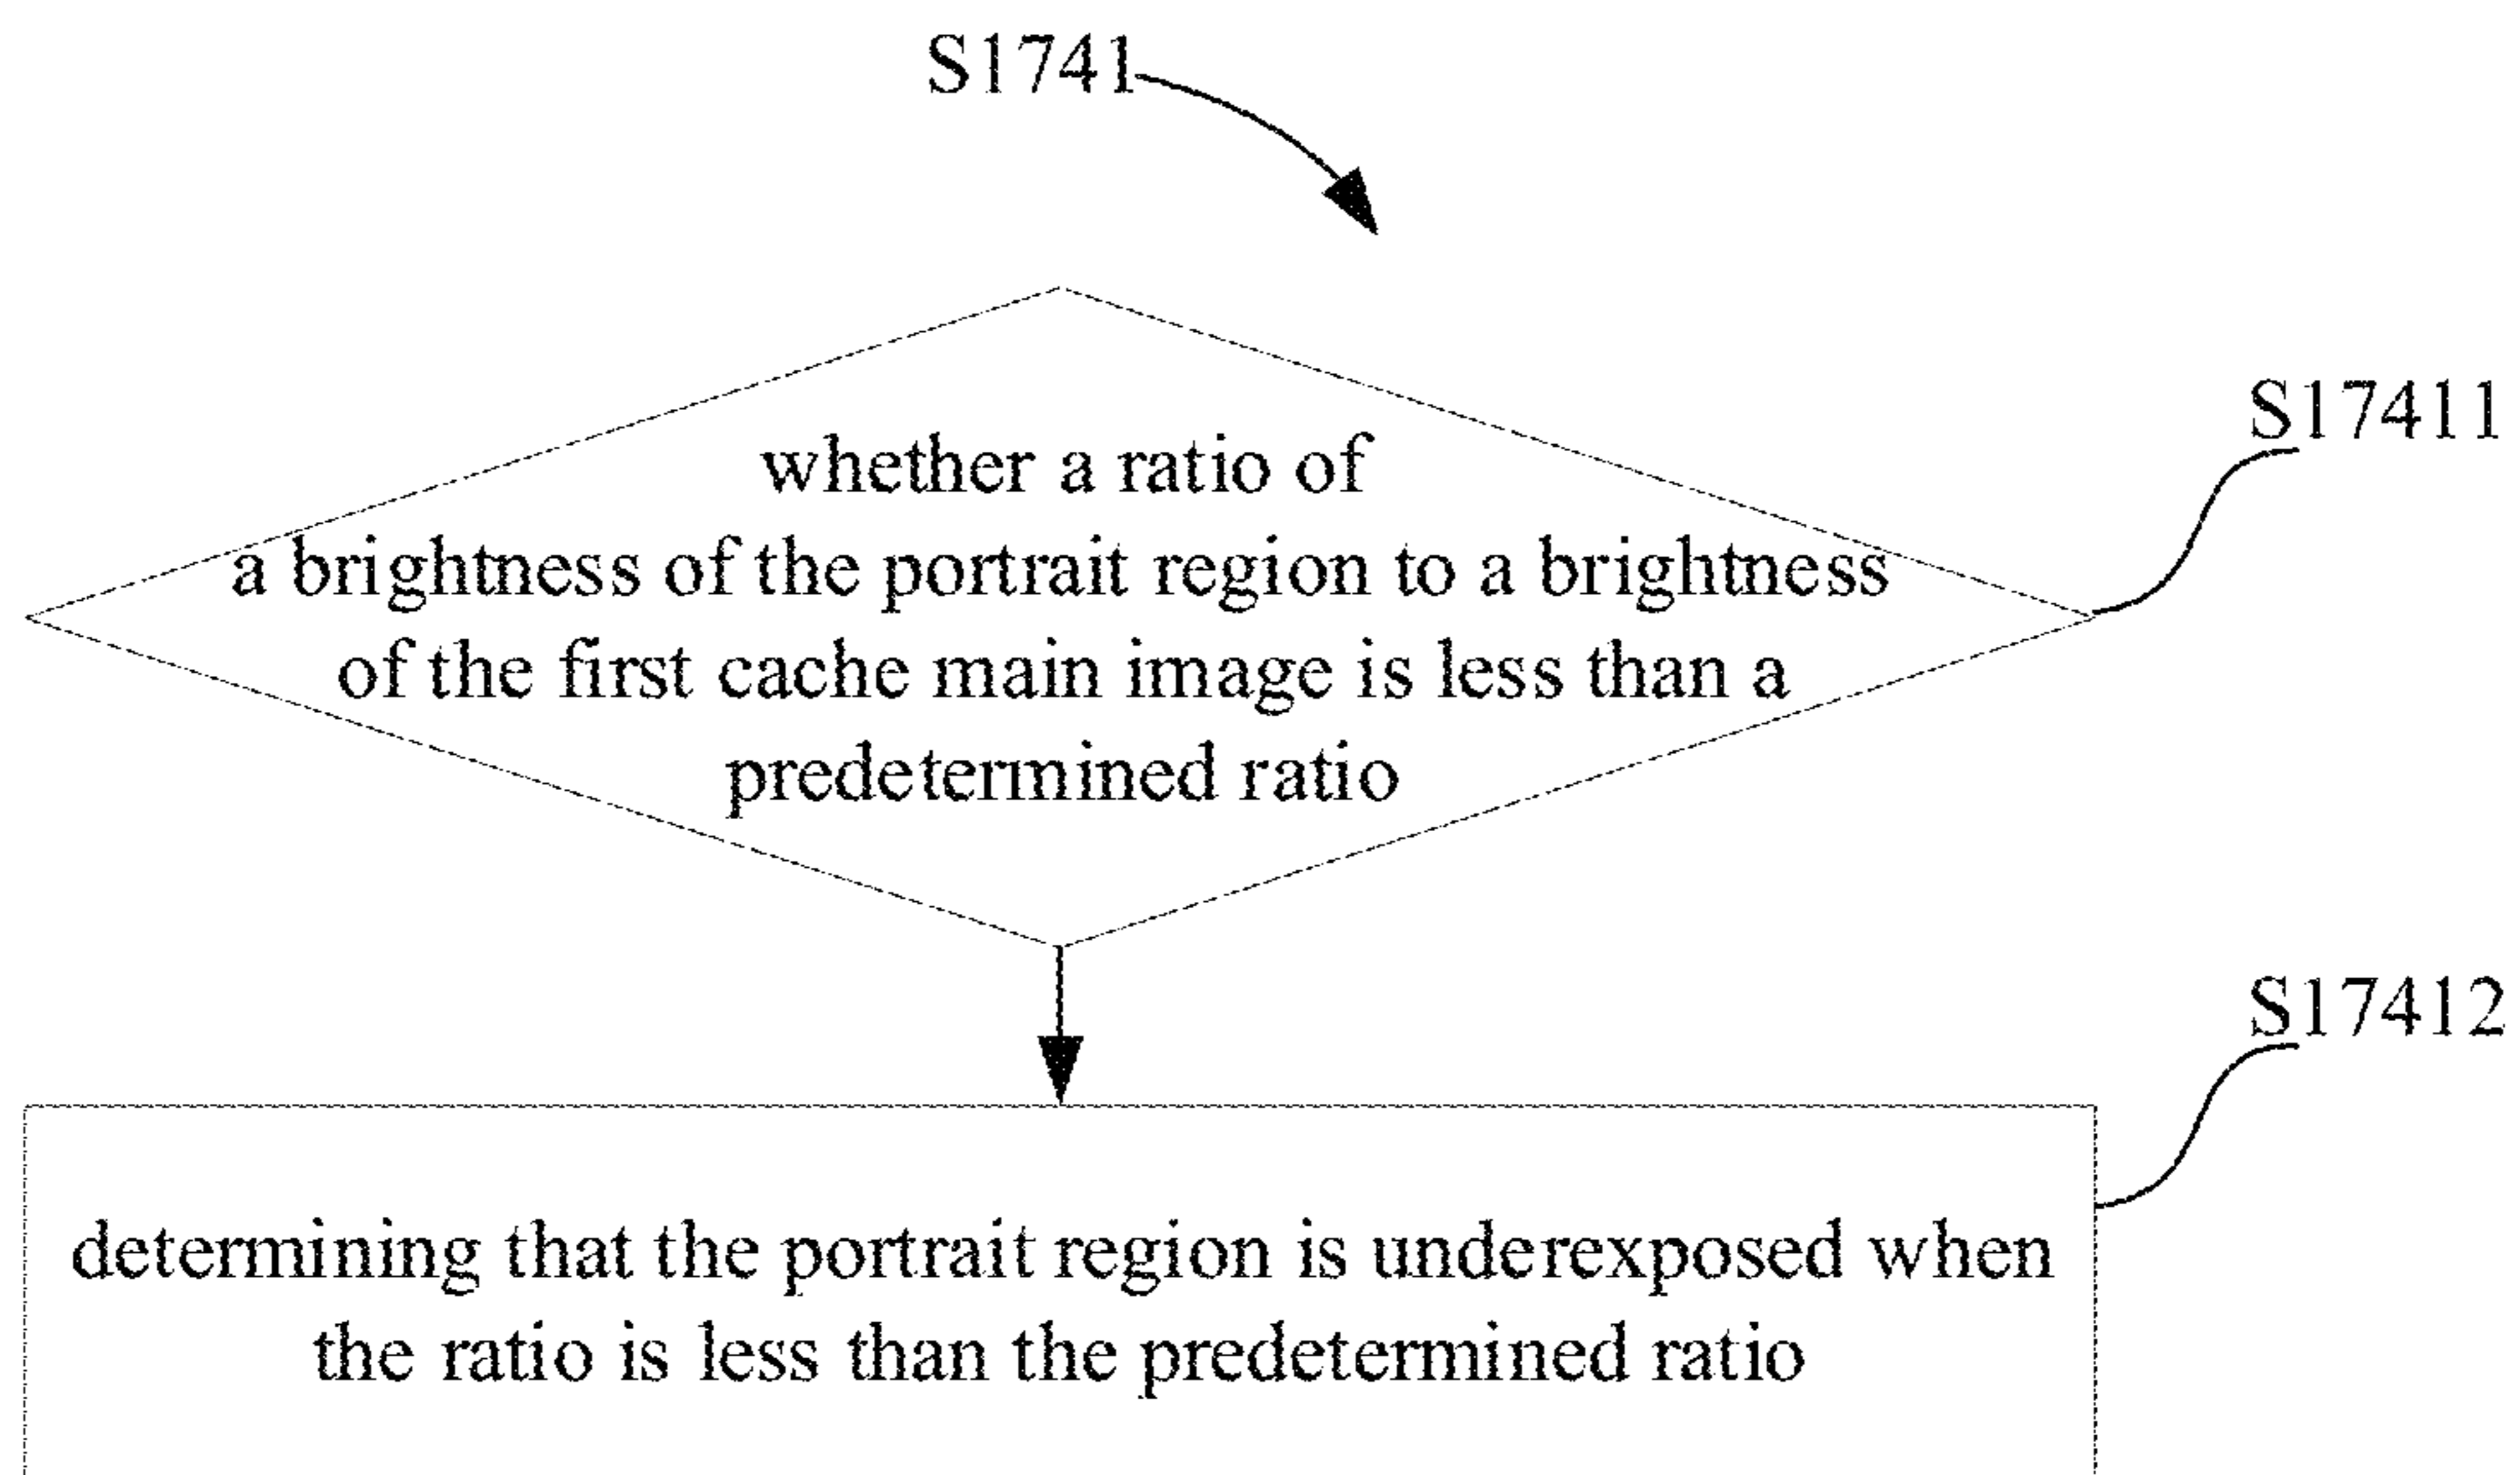 S1741
S17411
whether a ratio of
a brightness of the portrait region to a brightness
of the first cache main image is less than a
predetermined ratio
S17412
determining that the portrait region is underexposed when
the ratio is less than the predetermined ratio